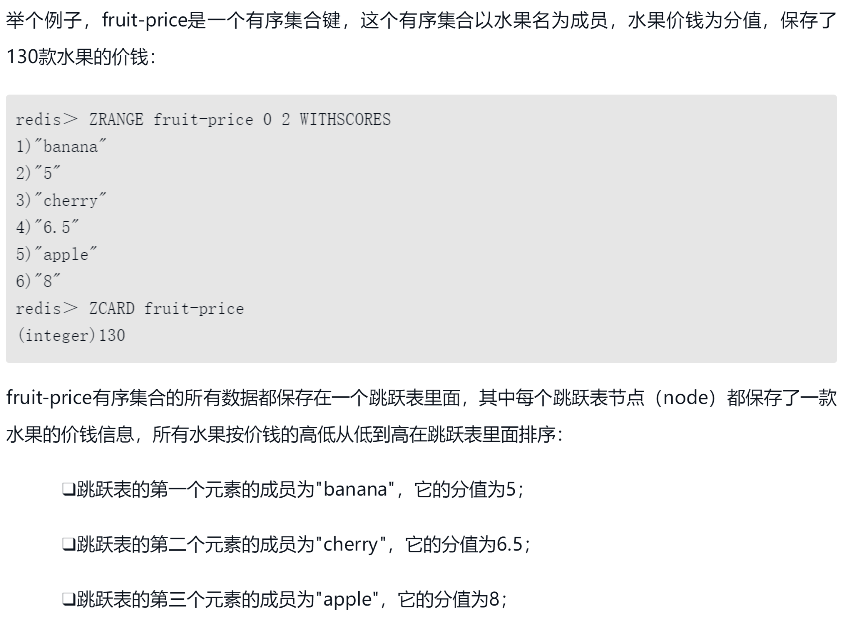 举个例子，fruit-price是一个有序集合键，这个有序集合以水果名为成员，水果价钱为分值，保存了
130款水果的价钱：
redis＞ ZRANGE fruit-price 0 2 WITHSCORES
1)"banana"
2)"5"
3)"cherry"
4)"6.5"
5)"apple"
6)"8"
redis＞ ZCARD fruit-price
(integer)130
fruit-price有序集合的所有数据都保存在一个跳跃表里面，其中每个跳跃表节点（node）都保存了一款
水果的价钱信息，所有水果按价钱的高低从低到高在跳跃表里面排序：
❑跳跃表的第一个元素的成员为"banana"，它的分值为5；
❑跳跃表的第二个元素的成员为"cherry"，它的分值为6.5；
❑跳跃表的第三个元素的成员为"apple"，它的分值为8；